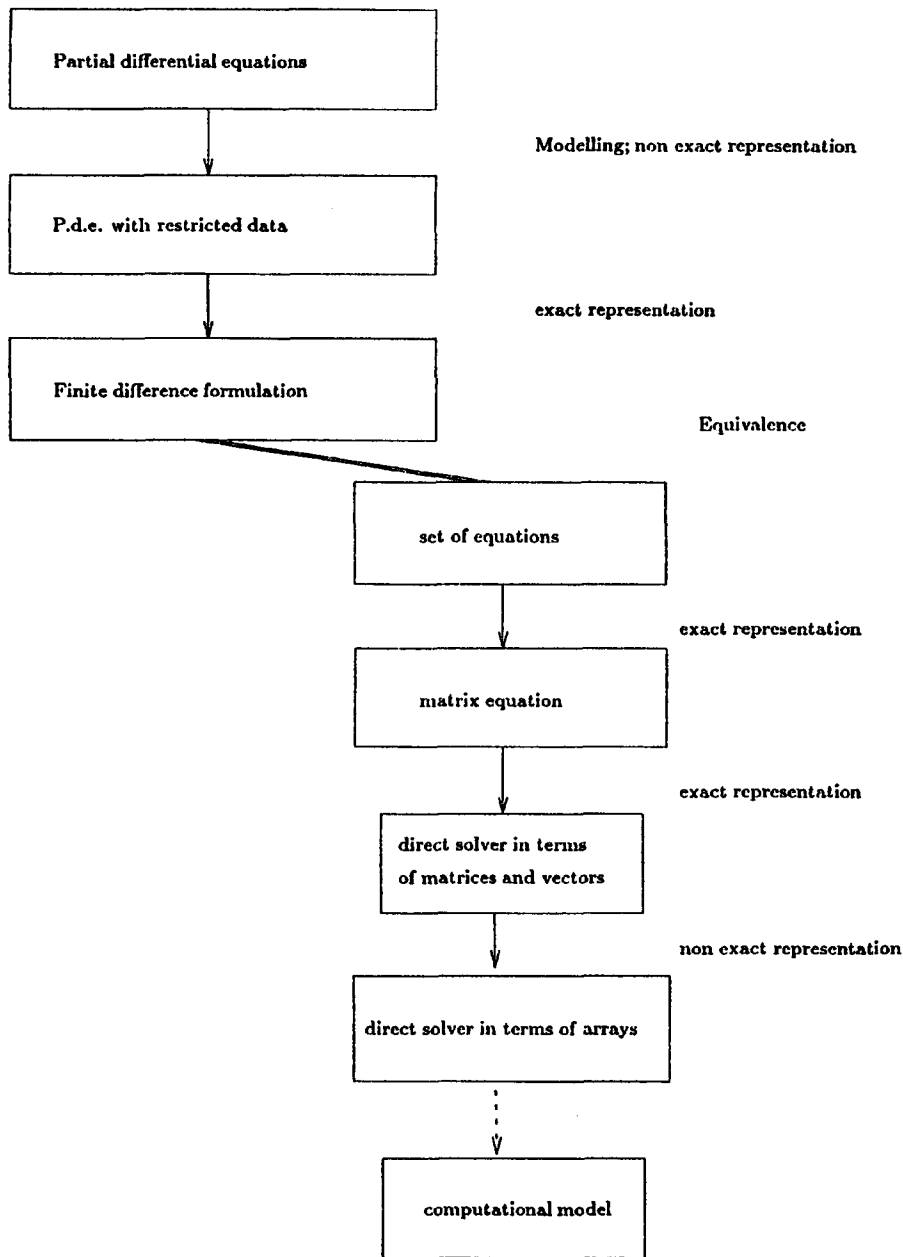 Partial differential equations
Modelling; non exact representation
P.d.e. with restricted data
exact representation
Finite difference formulation
Equivalence
set of equations
exact representation
matrix equation
exact representation
direct solver in terms
of matrices and vectors
non exact representation
direct solver in terms of arrays
computational model